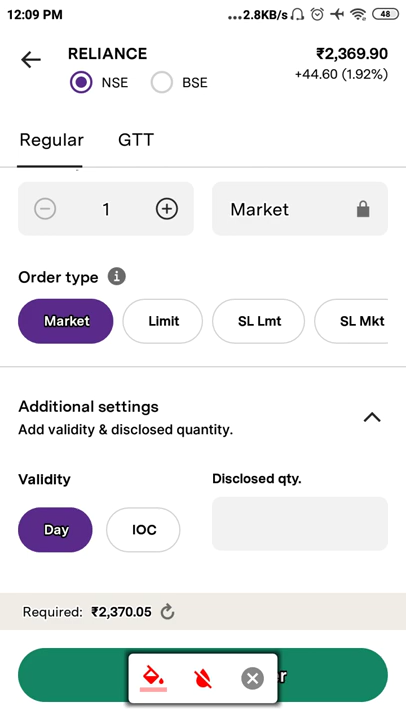 12:09 PM
...2.8KB/s
48
RELIANCE
₹2,369.90
NSE
BSE
+44.60 (1.92%)
Regular
GTT
1
Market
Order type
Market
Limit
SL Lmt
SL Mkt
Additional settings
Add validity & disclosed quantity.
Validity
Disclosed qty.
Day
IOC
Required: ₹2,370.05